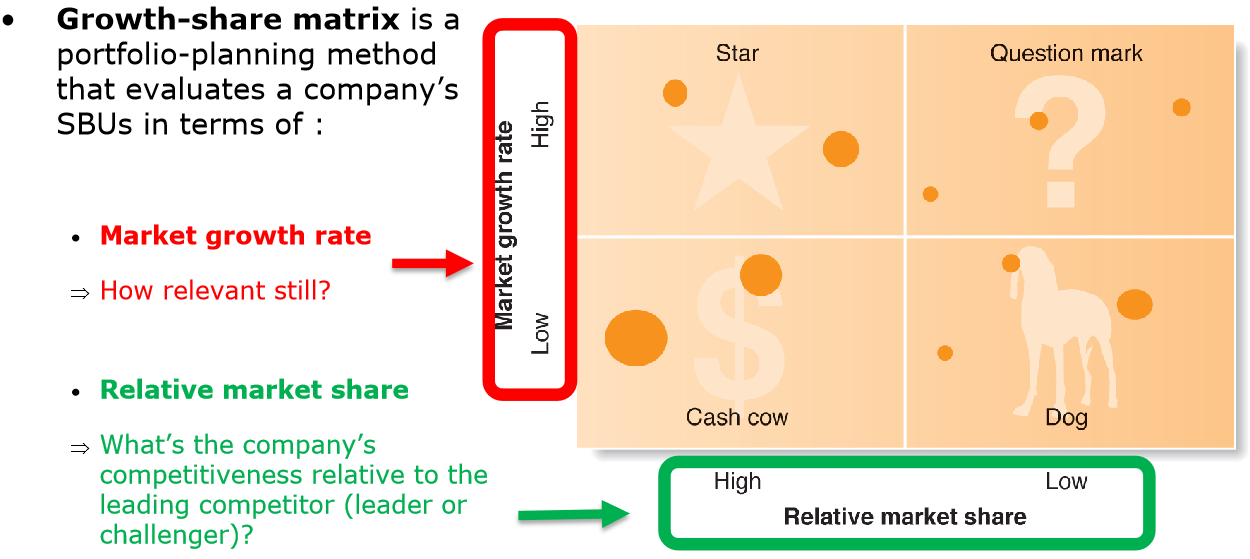 • Growth-share matrix is a
portfolio-planning method
that evaluates a company’s
SBUs in terms of :
• Market growth rate
⇒ How relevant still?
• Relative market share
⇒ What’s the company’s
competitiveness relative to the
leading competitor (leader or
challenger)?
Market growth rate
High
Low
Star
Question mark
?
$
Cash cow
Dog
High
Low
Relative market share